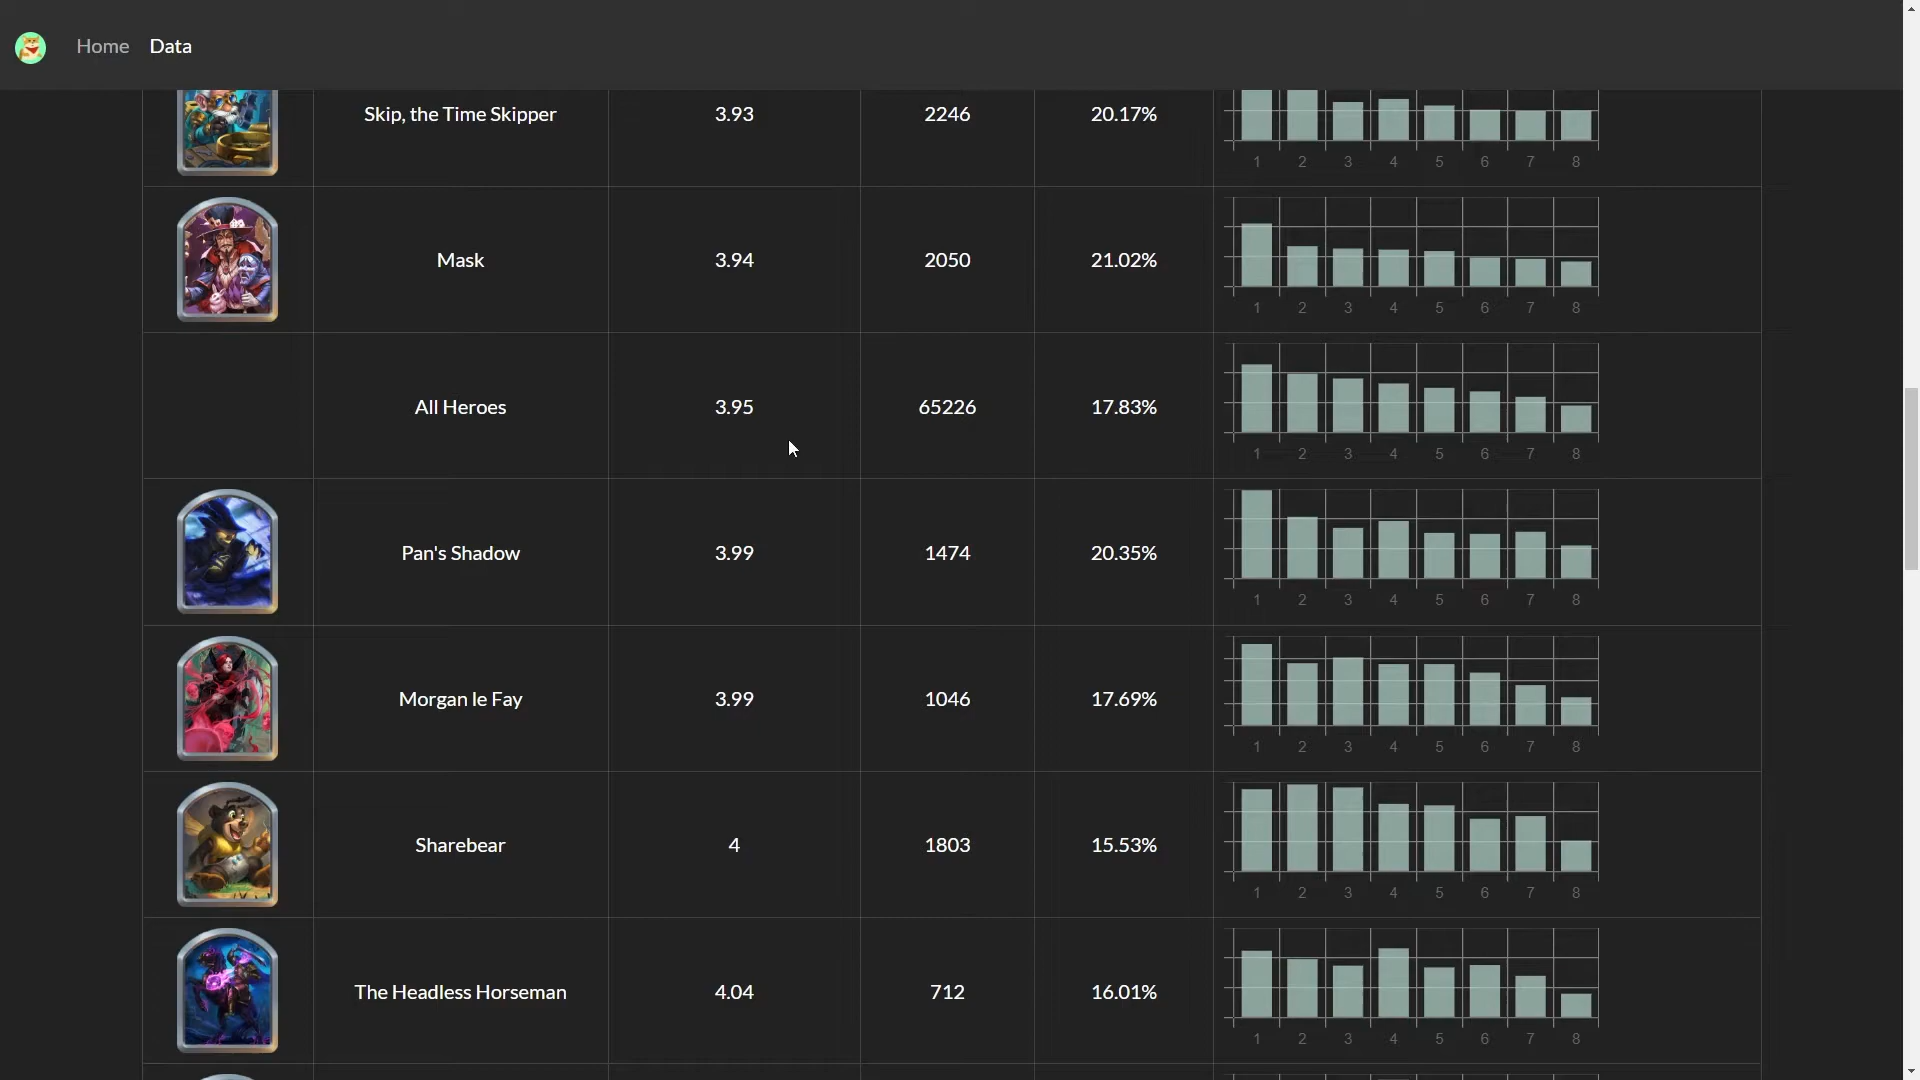 Home Data
Skip, the Time Skipper 3.93 2246 20.17%
1 2 3 4 5 6 7 8
Mask 3.94 2050 21.02%
1 2 3 4 5 6 7 8
All Heroes 3.95 65226 17.83%
1 2 3 4 5 6 7 8
Pan's Shadow 3.99 1474 20.35%
1 2 3 4 5 6 7 8
Morgan le Fay 3.99 1046 17.69%
1 2 3 4 5 6 7 8
Sharebear 4 1803 15.53%
1 2 3 4 5 6 7 8
The Headless Horseman 4.04 712 16.01%
1 2 3 4 5 6 7 8